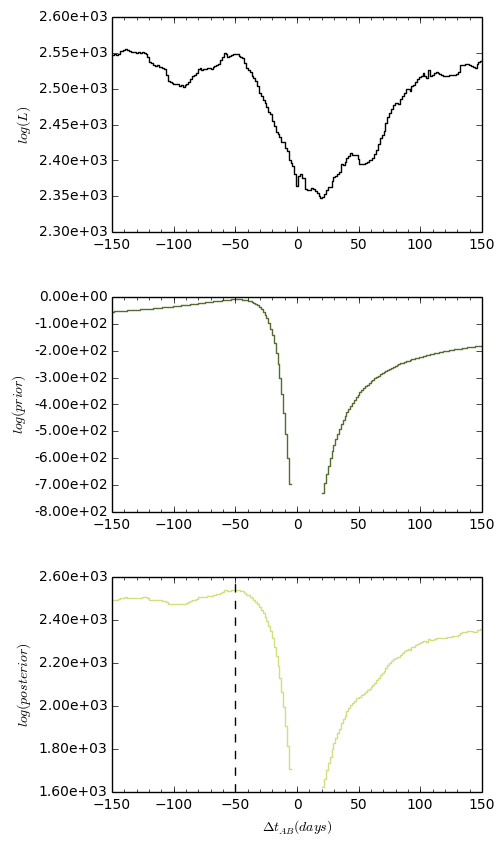 2.60e+03
2.55e+03
2.50e+03
2.45e+03
2.40e+03
2.35e+03
2.30e+03
log(L)
−150 −100 −50 0 50 100 150
0.00e+00
-1.00e+02
-2.00e+02
-3.00e+02
-4.00e+02
-5.00e+02
-6.00e+02
-7.00e+02
-8.00e+02
log(prior)
−150 −100 −50 0 50 100 150
2.60e+03
2.40e+03
2.20e+03
2.00e+03
1.80e+03
1.60e+03
log(posterior)
−150 −100 −50 0 50 100 150
Δt_AB(days)